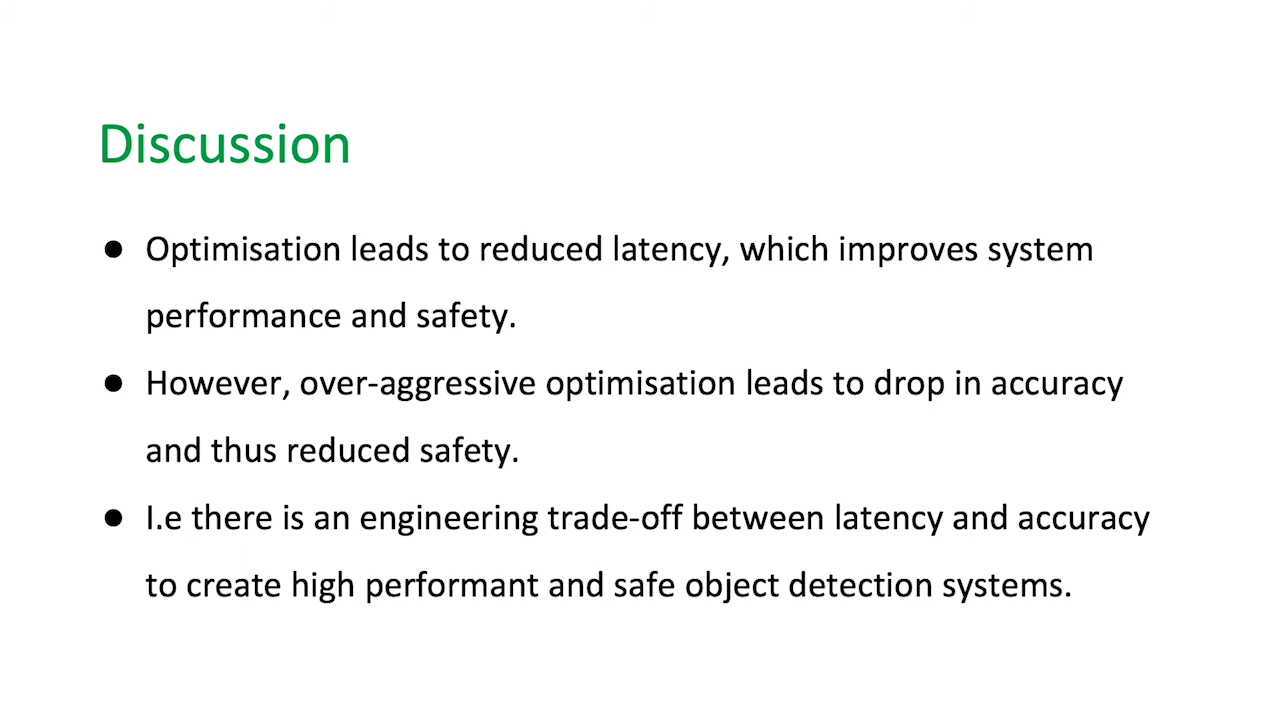 Discussion
● Optimisation leads to reduced latency, which improves system
performance and safety.
● However, over-aggressive optimisation leads to drop in accuracy
and thus reduced safety.
● I.e there is an engineering trade-off between latency and accuracy
to create high performant and safe object detection systems.